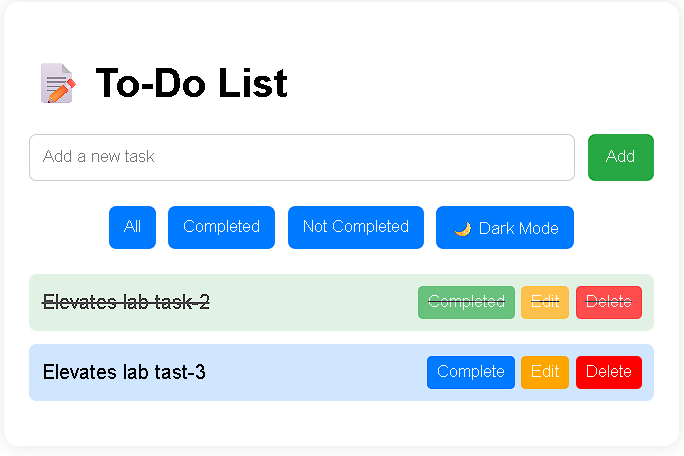 To-Do List
Add a new task
Add
All
Completed
Not Completed
Dark Mode
Elevates lab task-2
Completed
Edit
Delete
Elevates lab tast-3
Complete
Edit
Delete